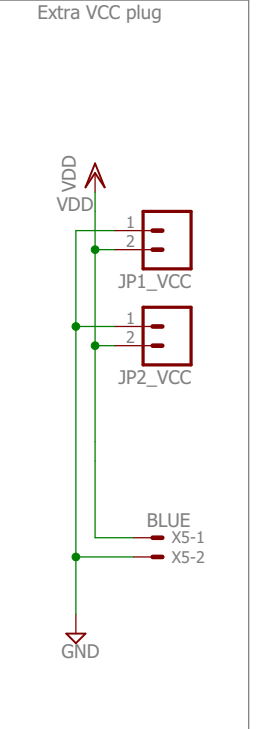 Extra VCC plug
VDD
VDD
1
2
JP1_VCC
1
2
JP2_VCC
BLUE
X5-1
X5-2
GND